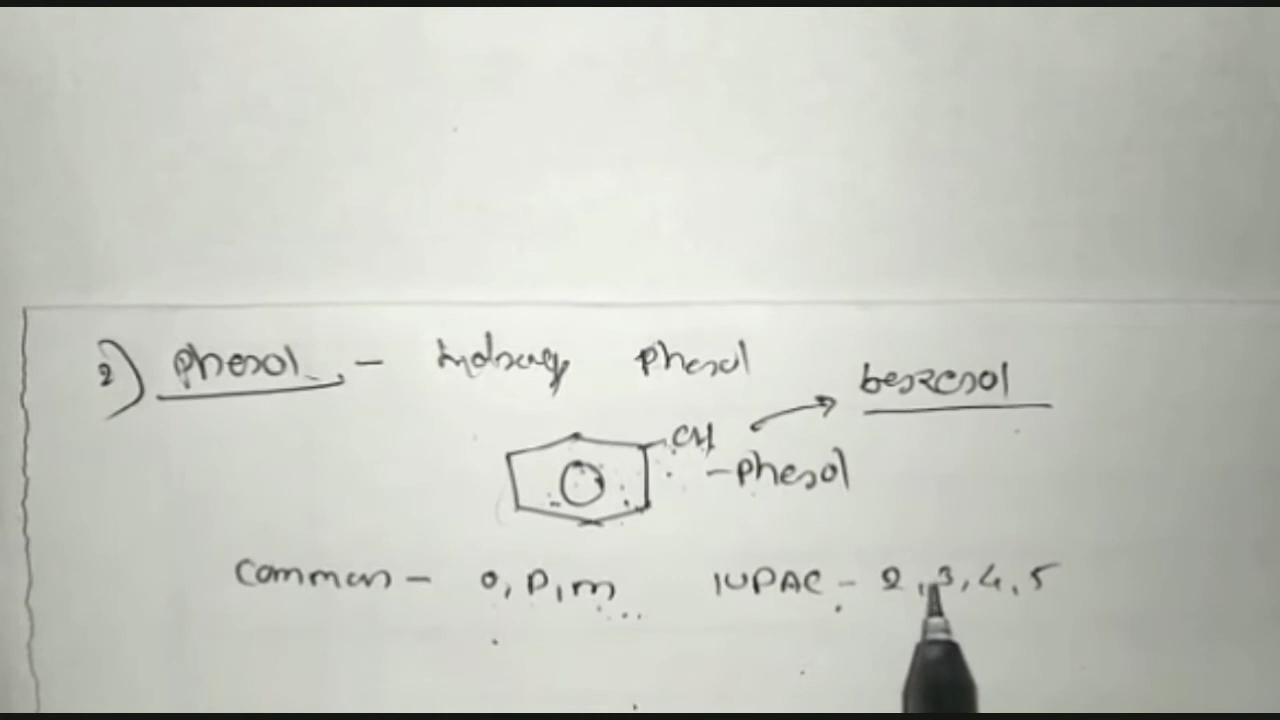 2) phenol - hydroxy phenol
benzenol
OH
-phenol
Common - o, p, m IUPAC - 2, 3, 4, 5